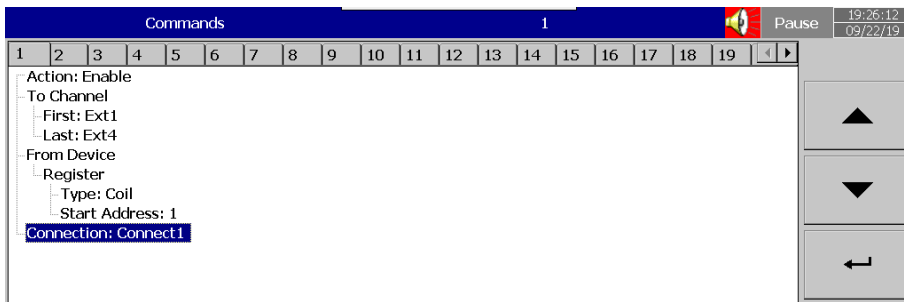 Commands 1 Pause 19:26:12
09/22/19
1 2 3 4 5 6 7 8 9 10 11 12 13 14 15 16 17 18 19
Action: Enable
To Channel
First: Ext1
Last: Ext4
From Device
Register
Type: Coil
Start Address: 1
Connection: Connect1